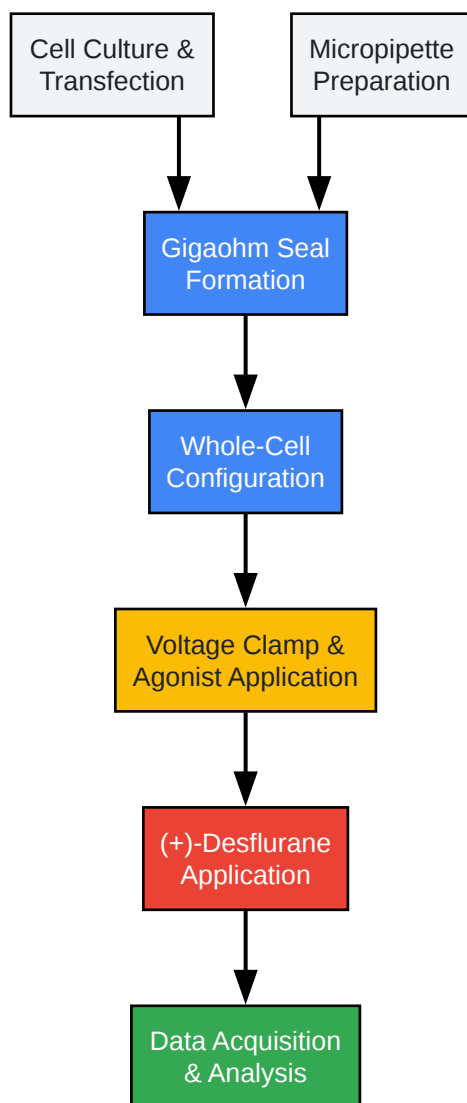 Cell Culture &
Transfection
Micropipette
Preparation
Gigaohm Seal
Formation
Whole-Cell
Configuration
Voltage Clamp &
Agonist Application
(+)-Desflurane
Application
Data Acquisition
& Analysis